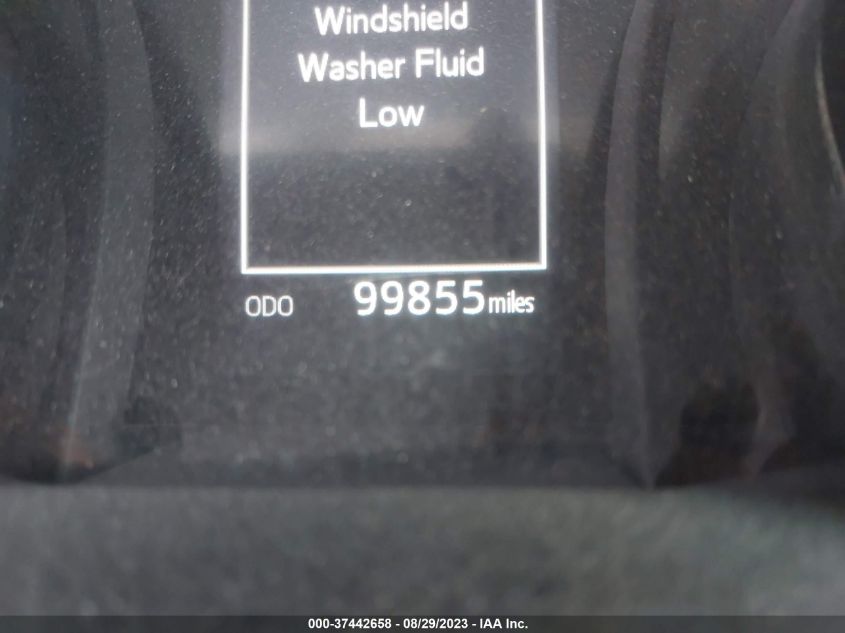 Windshield
Washer Fluid
Low
ODO 99855 miles
000-37442658 - 08/29/2023 - IAA Inc.